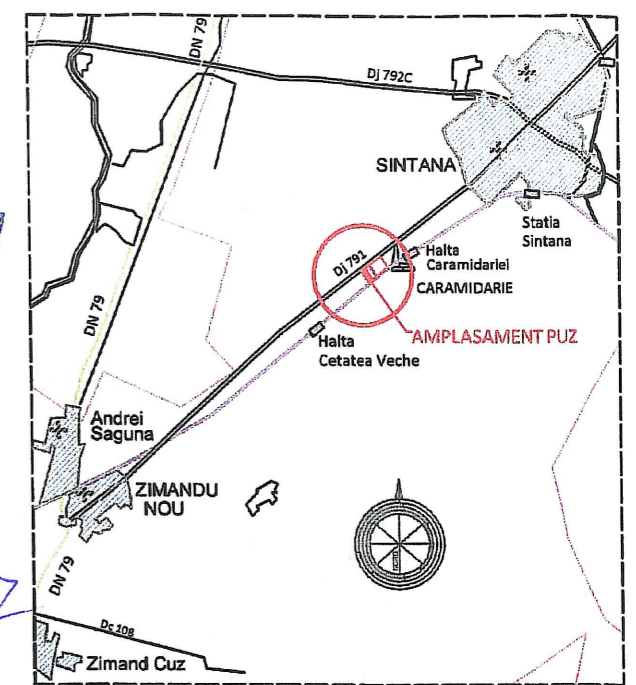 DN 79
Dj 792C
SINTANA
Statia
Sintana
Dj 791
Halta
Caramidariei
CARAMIDARIE
AMPLASAMENT PUZ
Halta
Cetatea Veche
DN 79
Andrei
Saguna
ZIMANDU
NOU
NORD
DN 79
Dc 108
Zimand Cuz